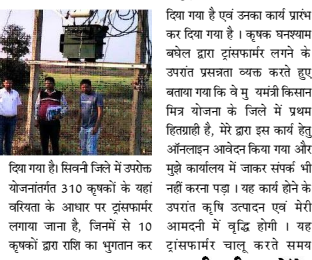 दिया गया है। सिवनी जिले में उपरोक्त
योजनांतर्गत 310 कृषकों के यहां
वरियता के आधार पर ट्रांसफार्मर
लगाया जाना है, जिनमें से 10
कृषकों द्वारा राशि का भुगतान कर
दिया गया है एवं उनका कार्य प्रारंभ
कर दिया गया है । कृषक घनश्याम
बघेल द्वारा ट्रांसफार्मर लगने के
उपरांत प्रसन्नता व्यक्त करते हुए
बताया गया कि वे मु यमंत्री किसान
मित्र योजना के जिले में प्रथम
हितग्राही है, मेरे द्वारा इस कार्य हेतु
ऑनलाइन आवेदन किया गया और
मुझे कार्यालय में जाकर संपर्क भी
नहीं करना पड़ा । यह कार्य होने के
उपरांत कृषि उत्पादन एवं मेरी
आमदनी में वृद्धि होगी । यह
ट्रांसफार्मर चालू करते समय